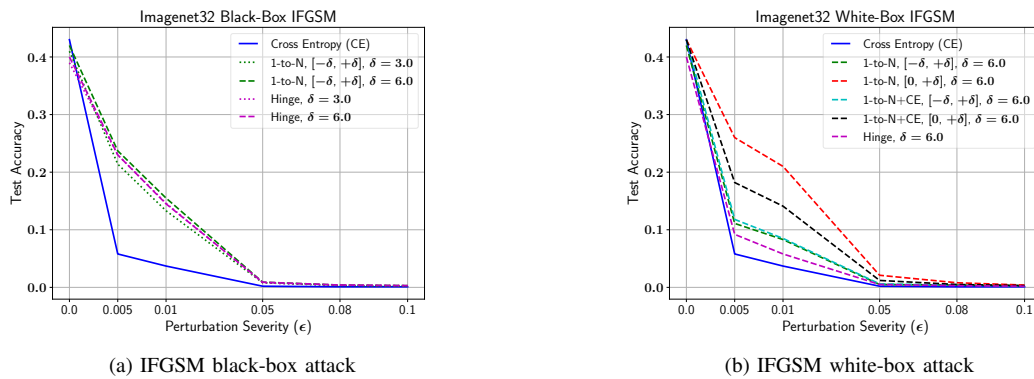 Imagenet32 Black-Box IFGSM
Cross Entropy (CE)
1-to-N, [−δ, +δ], δ = 3.0
1-to-N, [−δ, +δ], δ = 6.0
Hinge, δ = 3.0
Hinge, δ = 6.0
0.4
0.3
0.2
0.1
0.0
Test Accuracy
0.0 0.005 0.01 0.05 0.08 0.1
Perturbation Severity (ϵ)
(a) IFGSM black-box attack
Imagenet32 White-Box IFGSM
Cross Entropy (CE)
1-to-N, [−δ, +δ], δ = 6.0
1-to-N, [0, +δ], δ = 6.0
1-to-N+CE, [−δ, +δ], δ = 6.0
1-to-N+CE, [0, +δ], δ = 6.0
Hinge, δ = 6.0
0.4
0.3
0.2
0.1
0.0
Test Accuracy
0.0 0.005 0.01 0.05 0.08 0.1
Perturbation Severity (ϵ)
(b) IFGSM white-box attack